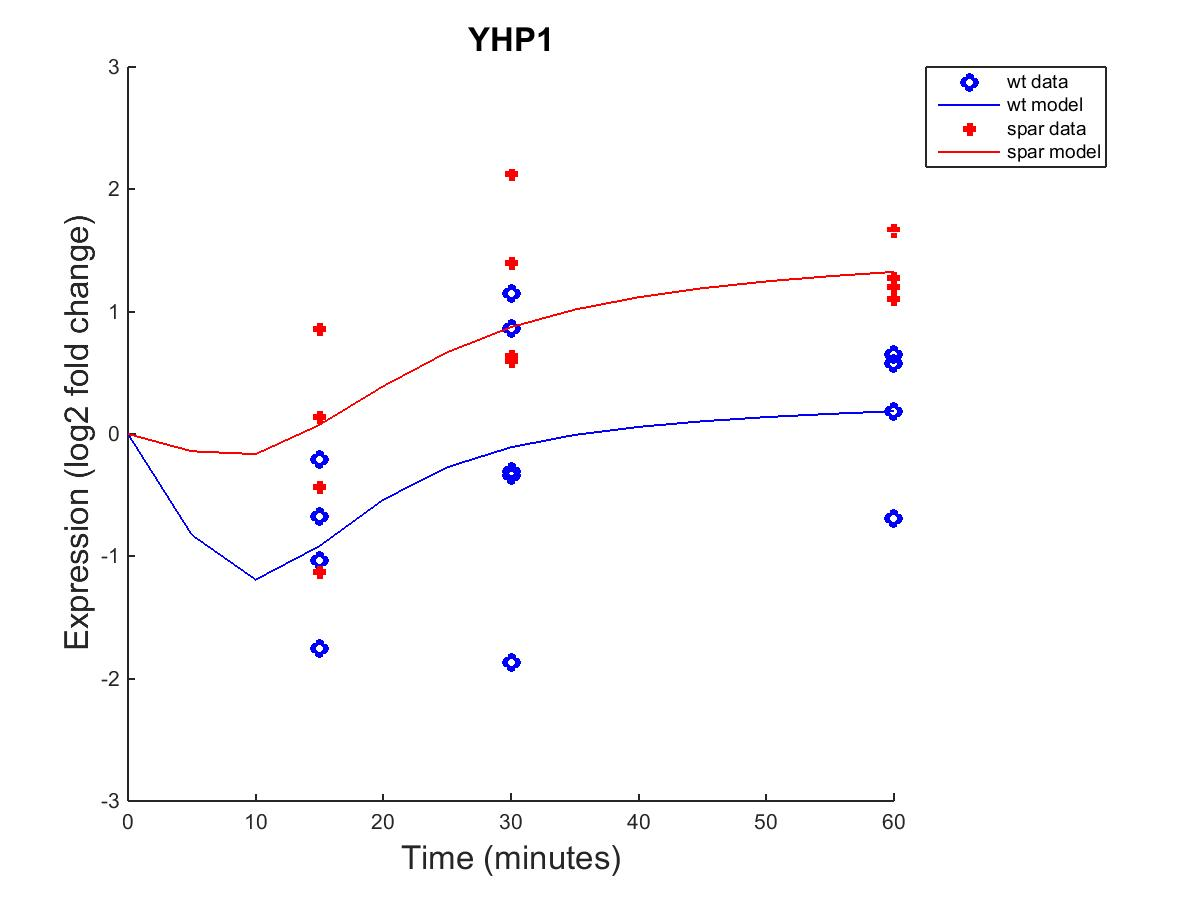 YHP1
wt data
wt model
spar data
spar model
3
2
1
0
-1
-2
-3
Expression (log2 fold change)
0 10 20 30 40 50 60
Time (minutes)